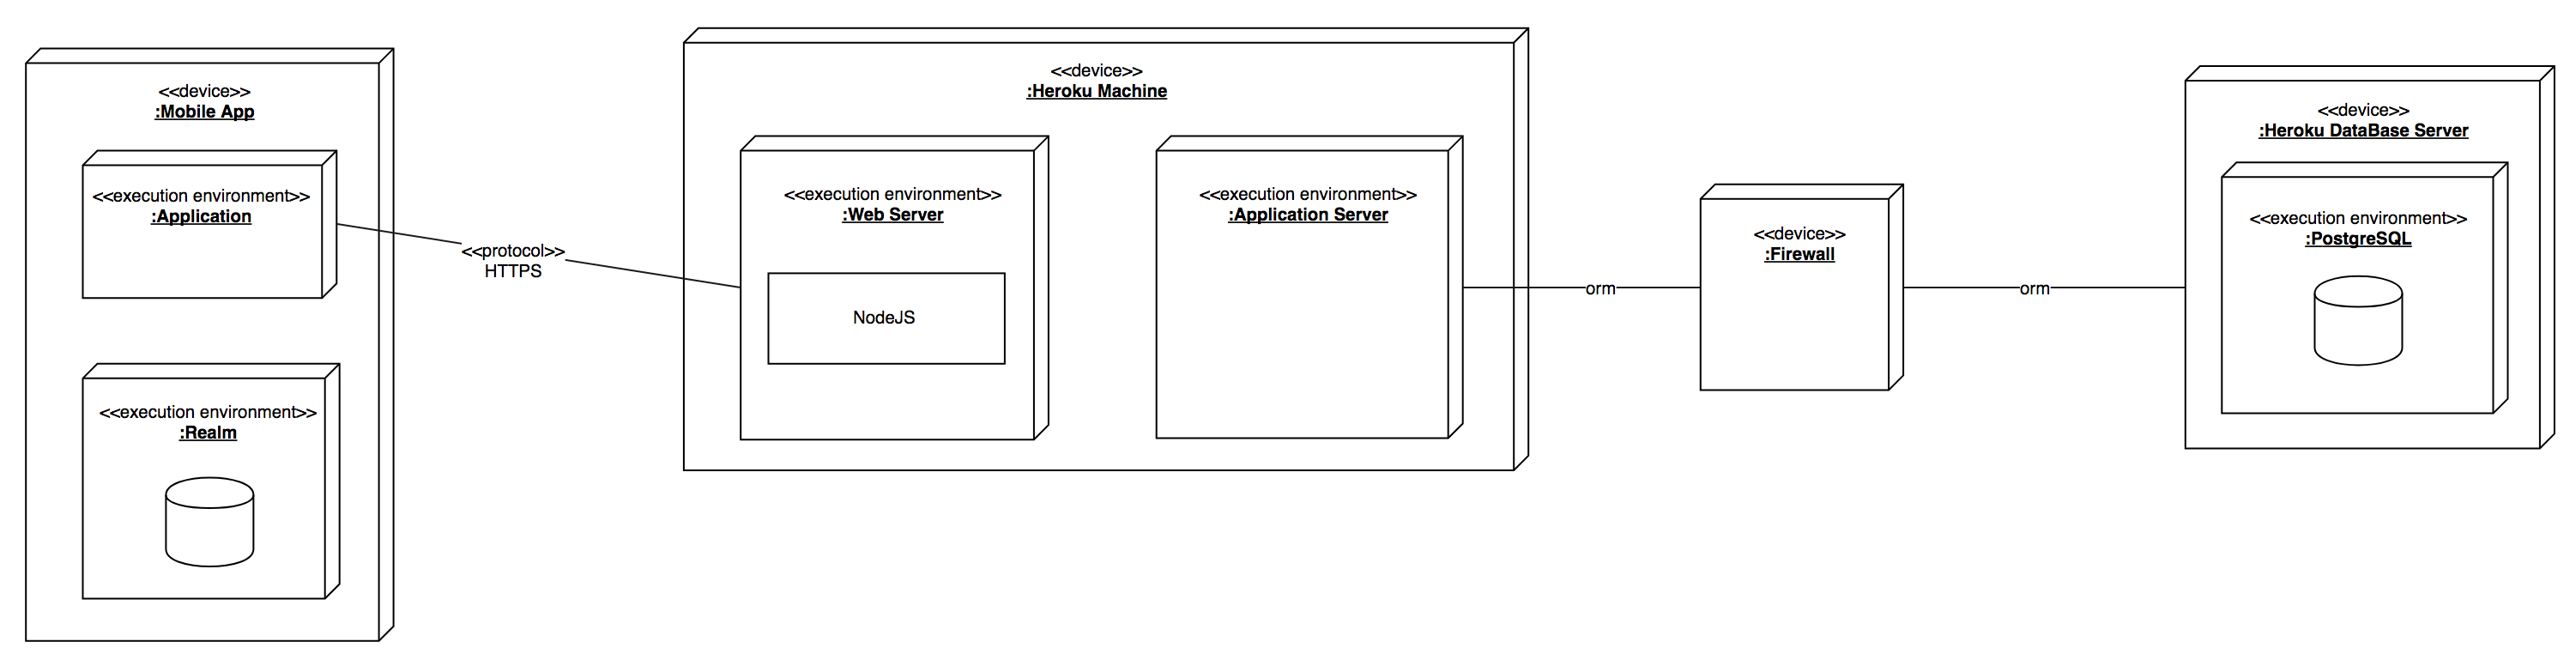 <<device>>
:Mobile App
<<execution environment>>
:Application
<<execution environment>>
:Realm
<<protocol>>
HTTPS
<<device>>
:Heroku Machine
<<execution environment>>
:Web Server
NodeJS
<<execution environment>>
:Application Server
orm
<<device>>
:Firewall
orm
<<device>>
:Heroku DataBase Server
<<execution environment>>
:PostgreSQL